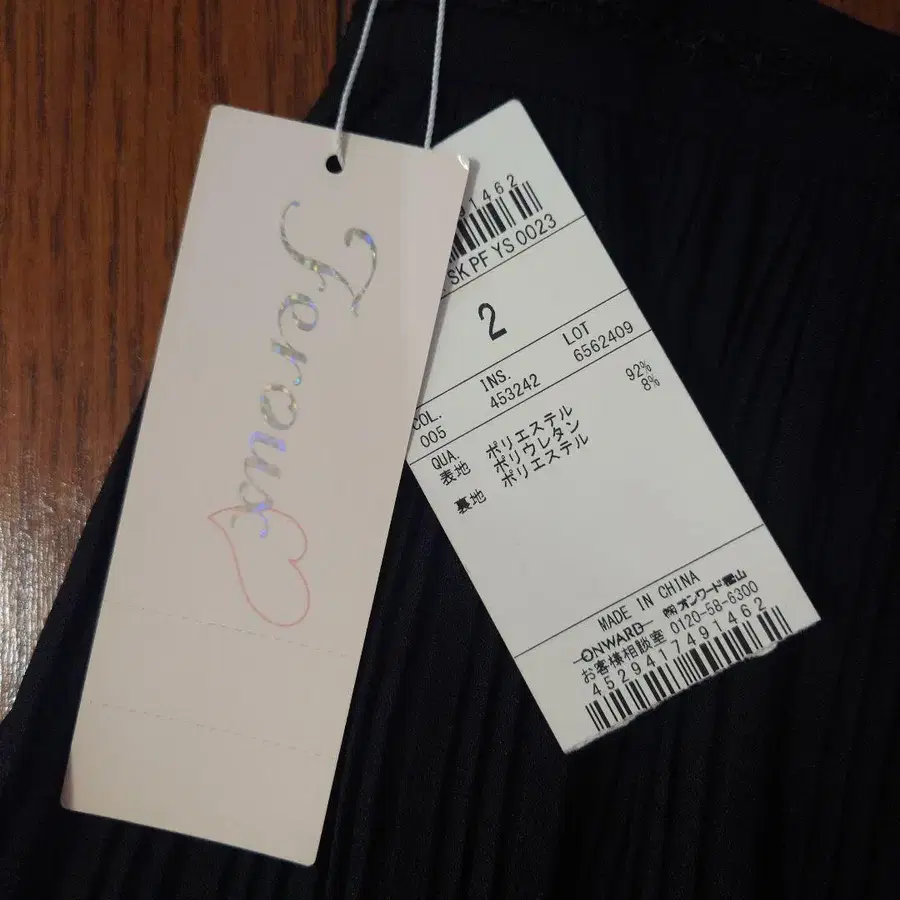 Feroux
1462
SK PF YS 0023
2
COL. INS. LOT
005 453242 6562409
QUA.
表地 ポリエステル 92%
ポリウレタン 8%
裏地 ポリエステル
MADE IN CHINA
ONWARD ㈱オンワード樫山
お客様相談室 0120-58-6300
4529417491462